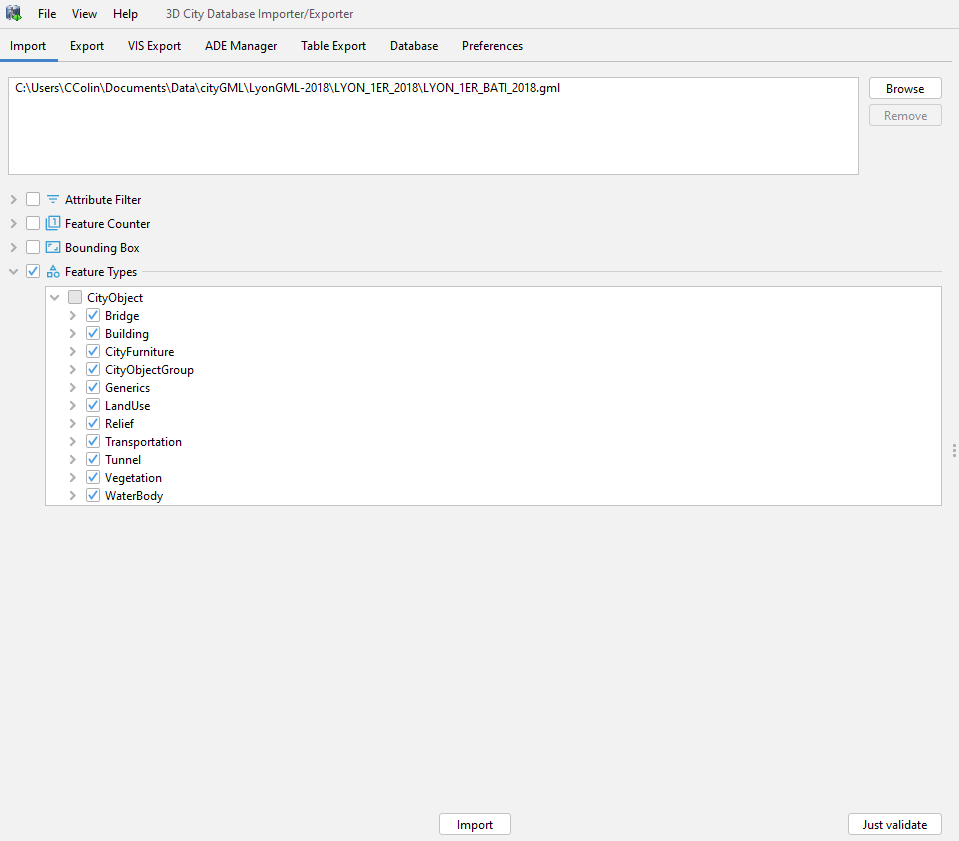 File View Help 3D City Database Importer/Exporter
Import Export VIS Export ADE Manager Table Export Database Preferences
C:\Users\CColin\Documents\Data\cityGML\LyonGML-2018\LYON_1ER_2018\LYON_1ER_BATI_2018.gml
Browse
Remove
Attribute Filter
1 Feature Counter
Bounding Box
Feature Types
CityObject
Bridge
Building
CityFurniture
CityObjectGroup
Generics
LandUse
Relief
Transportation
Tunnel
Vegetation
WaterBody
Import Just validate